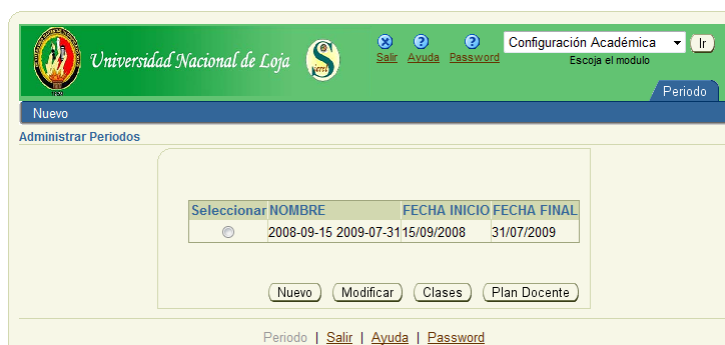 Universidad Nacional de Loja
Salir Ayuda Password
Configuración Académica Ir
Escoja el modulo
Periodo
Nuevo
Administrar Periodos
Seleccionar NOMBRE FECHA INICIO FECHA FINAL
2008-09-15 2009-07-31 15/09/2008 31/07/2009
Nuevo Modificar Clases Plan Docente
Periodo | Salir | Ayuda | Password